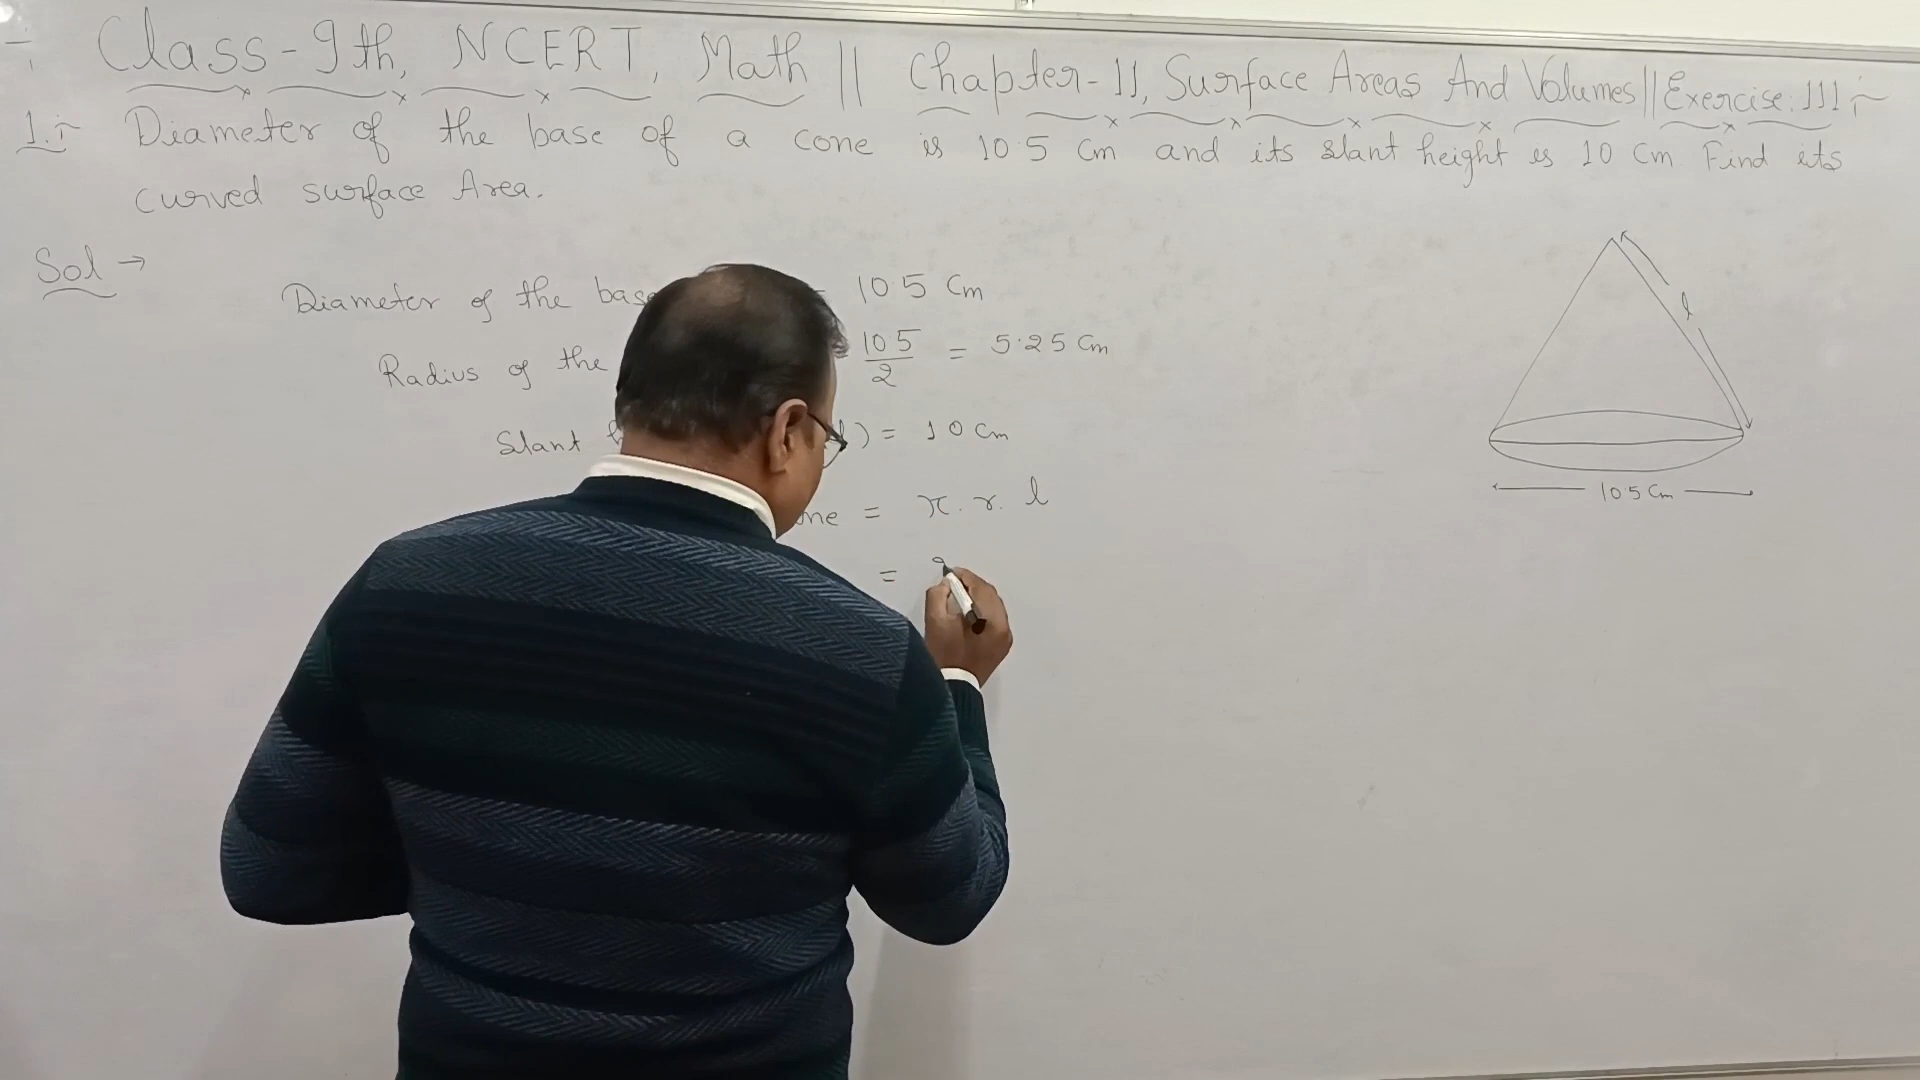 Class-9th, NCERT, Math || Chapter-11, Surface Areas And Volumes || Exercise: 11.1 :-
1.:- Diameter of the base of a cone is 10.5 cm and its slant height is 10 cm. Find its
curved surface Area.
Sol →
Diameter of the base = 10.5 cm
Radius of the = 10.5/2 = 5.25 cm
Slant l) = 10 cm
= π. r. l
=
l
10.5 cm